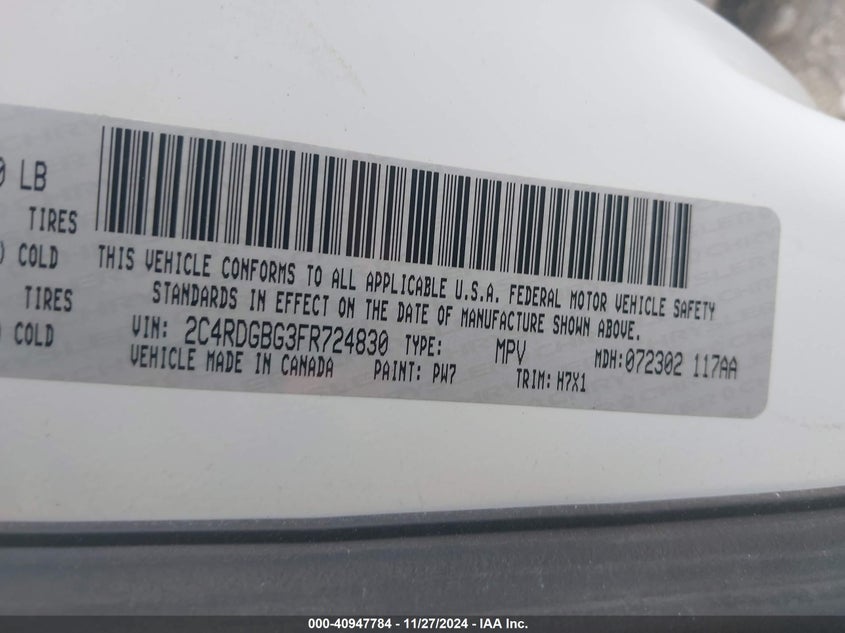 0 LB
TIRES
) COLD
TIRES
) COLD
THIS VEHICLE CONFORMS TO ALL APPLICABLE U.S.A. FEDERAL MOTOR VEHICLE SAFETY
STANDARDS IN EFFECT ON THE DATE OF MANUFACTURE SHOWN ABOVE.
VIN: 2C4RDGBG3FR724830 TYPE: MPV MDH:072302 117AA
VEHICLE MADE IN CANADA PAINT: PW7 TRIM: H7X1
000-40947784 - 11/27/2024 - IAA Inc.